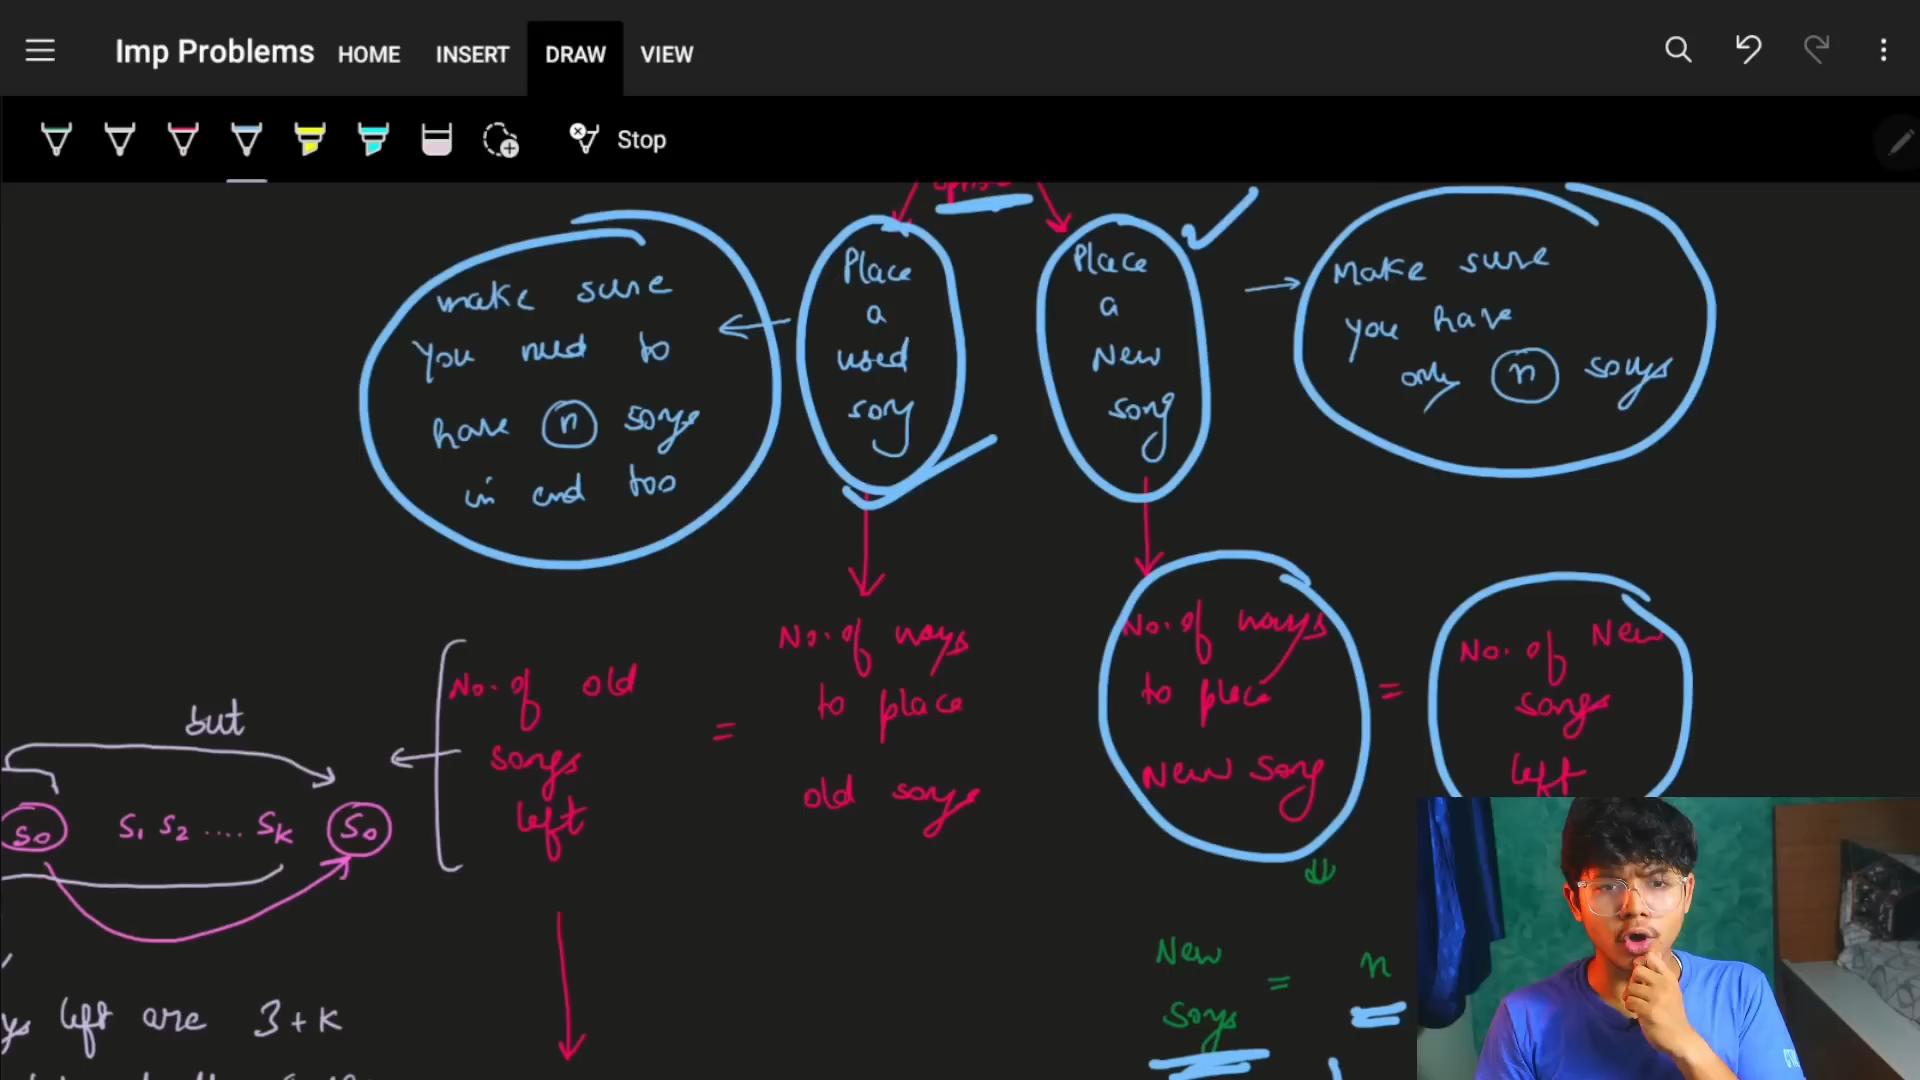 Imp Problems HOME INSERT DRAW VIEW
Stop
make sure
you need to
have n songs
in end too
Place
a
used
song
Place
a
New
song
Make sure
you have
only n songs
No. of old
songs
left
=
No. of ways
to place
old songs
No. of ways
to place
New song
=
No. of New
songs
left
but
So S1 S2 .... SK So
left are 3+K
New
Songs
=
n